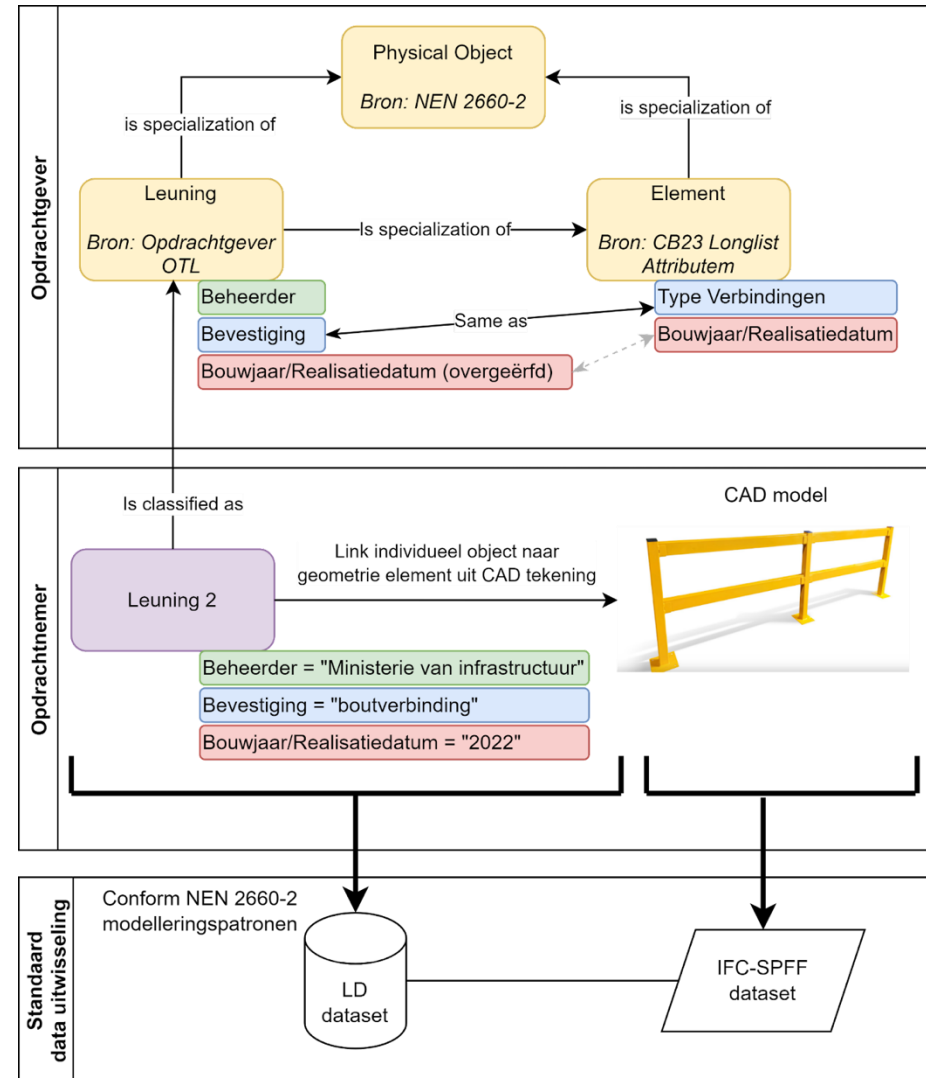 Opdrachtgever
Physical Object
Bron: NEN 2660-2
is specialization of
is specialization of
Leuning
Bron: Opdrachtgever
OTL
Is specialization of
Element
Bron: CB23 Longlist
Attributem
Beheerder
Bevestiging
Bouwjaar/Realisatiedatum (overgeërfd)
Same as
Type Verbindingen
Bouwjaar/Realisatiedatum
Opdrachtnemer
Is classified as
Leuning 2
Link individueel object naar
geometrie element uit CAD tekening
CAD model
Beheerder = "Ministerie van infrastructuur"
Bevestiging = "boutverbinding"
Bouwjaar/Realisatiedatum = "2022"
Standaard
data uitwisseling
Conform NEN 2660-2
modelleringspatronen
LD
dataset
IFC-SPFF
dataset